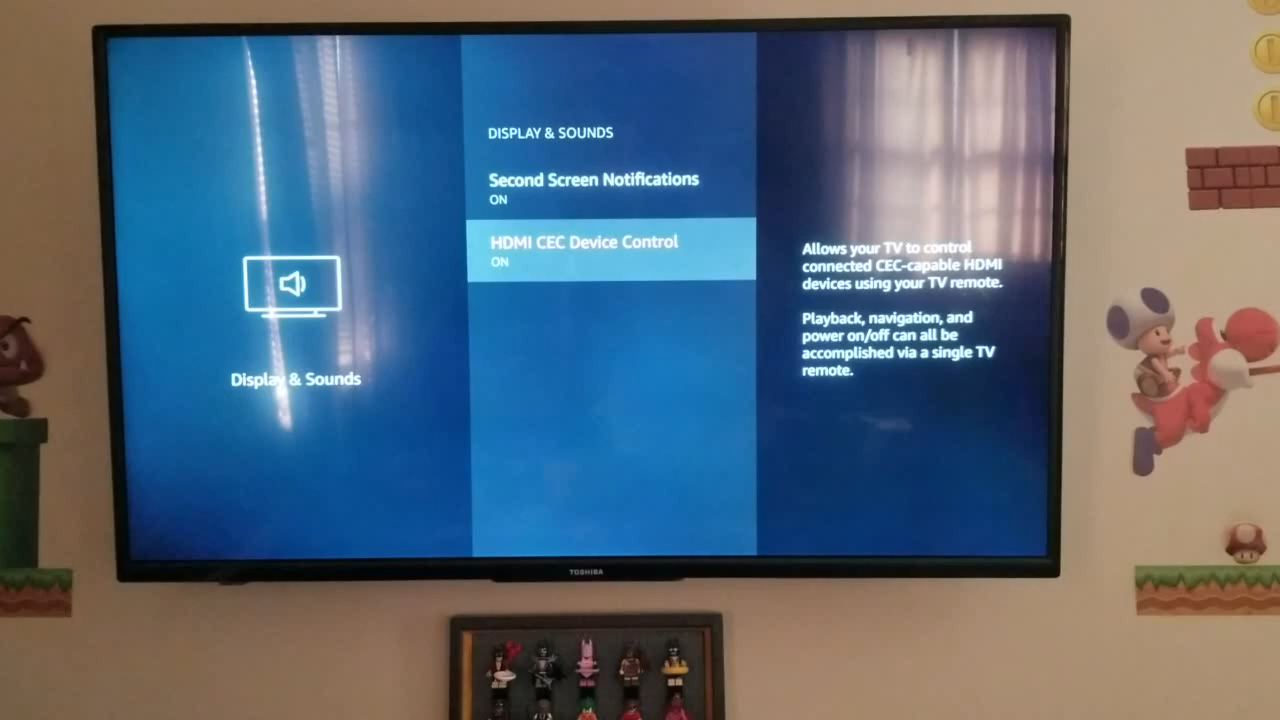 DISPLAY & SOUNDS
Second Screen Notifications
ON
HDMI CEC Device Control
ON
Display & Sounds
Allows your TV to control
connected CEC-capable HDMI
devices using your TV remote.
Playback, navigation, and
power on/off can all be
accomplished via a single TV
remote.
TOSHIBA